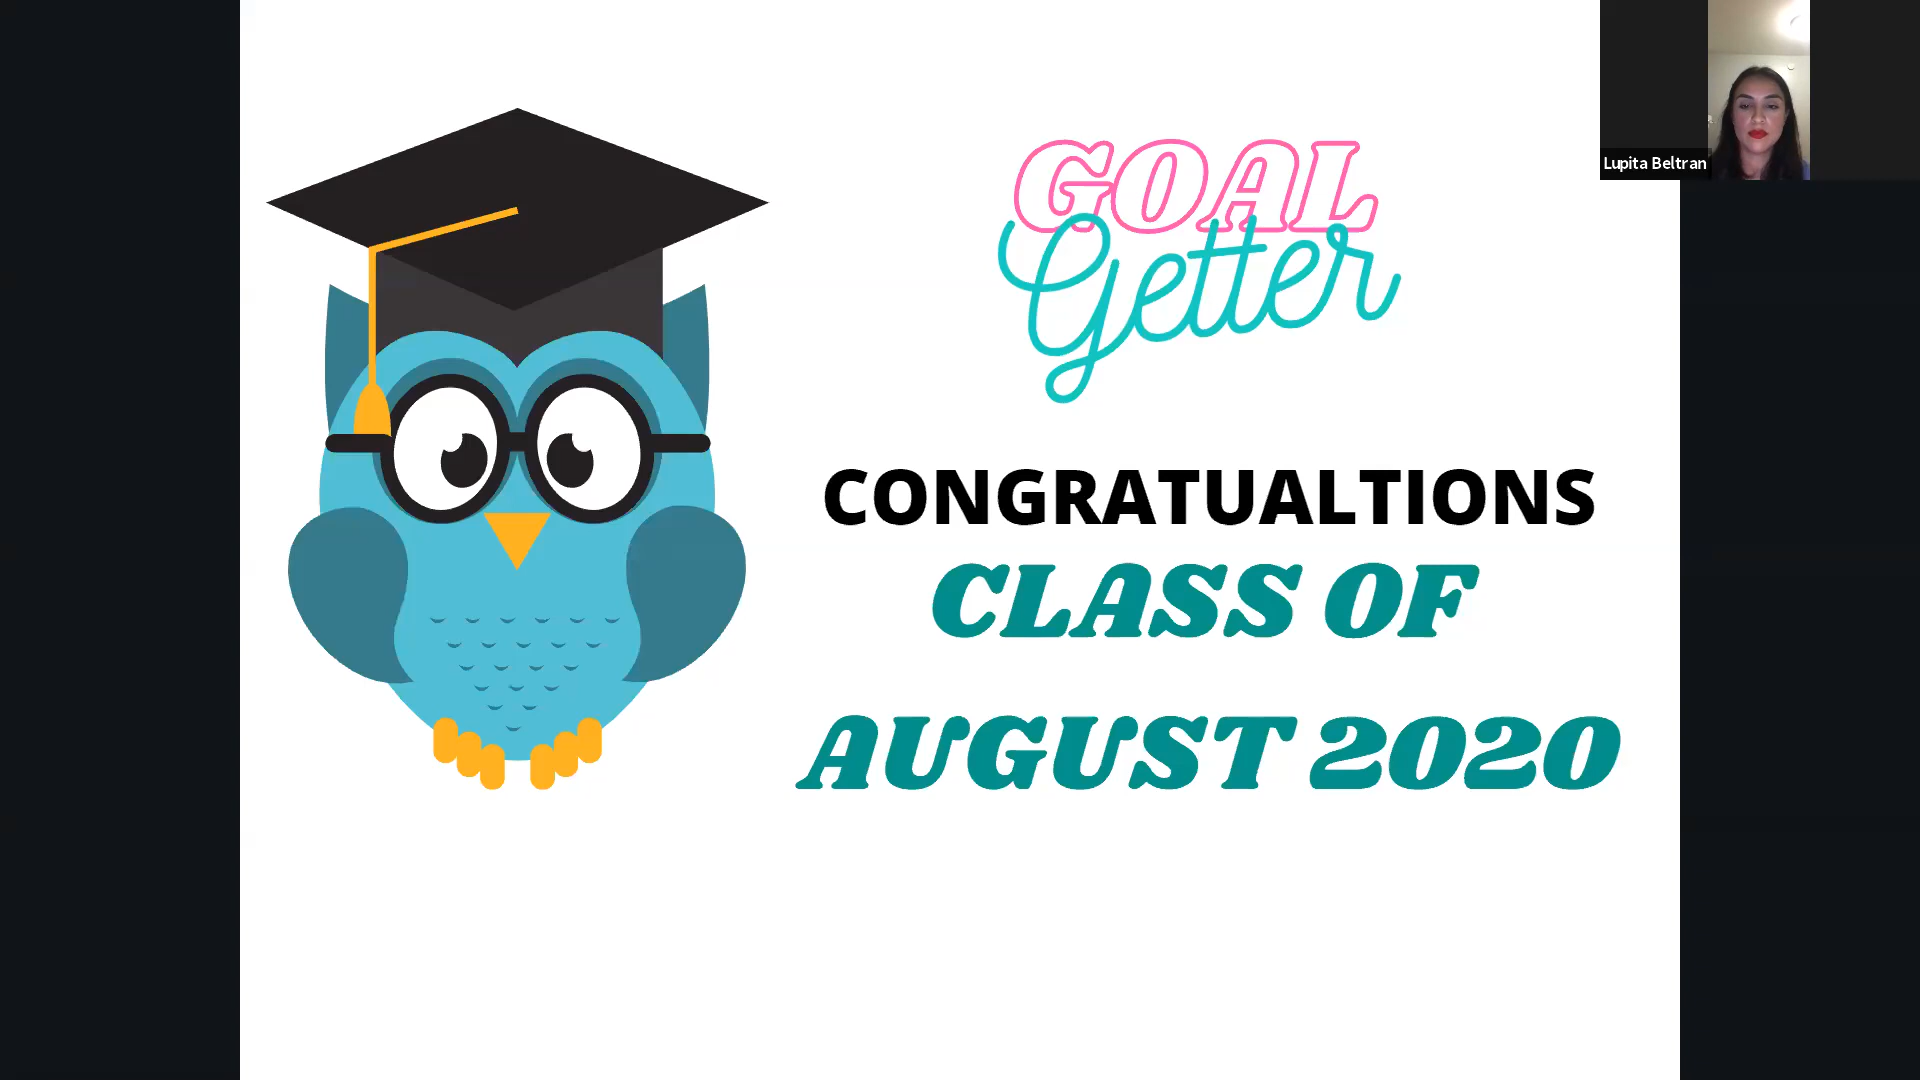 GOAL
Getter
CONGRATUALTIONS
CLASS OF
AUGUST 2020
Lupita Beltran